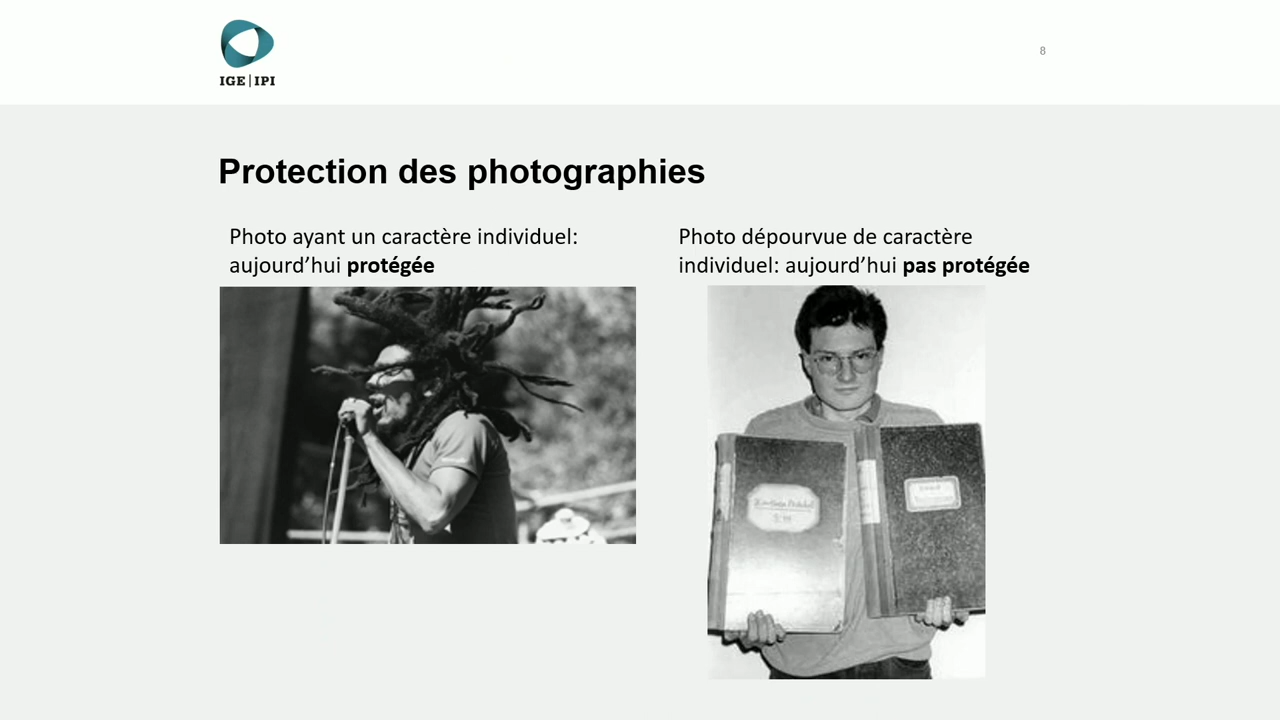 IGE|IPI
8
Protection des photographies
Photo ayant un caractère individuel:
aujourd’hui protégée
Photo dépourvue de caractère
individuel: aujourd’hui pas protégée